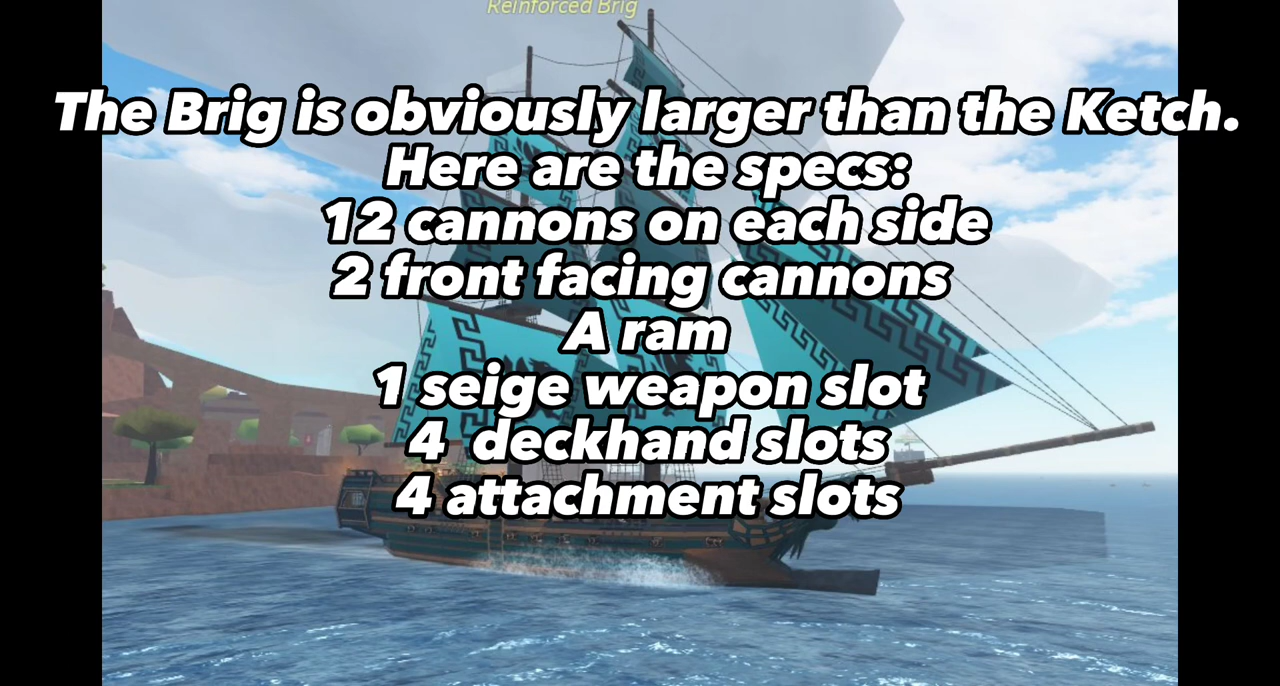 Reinforced Brig
The Brig is obviously larger than the Ketch.
Here are the specs:
12 cannons on each side
2 front facing cannons
A ram
1 seige weapon slot
4 deckhand slots
4 attachment slots